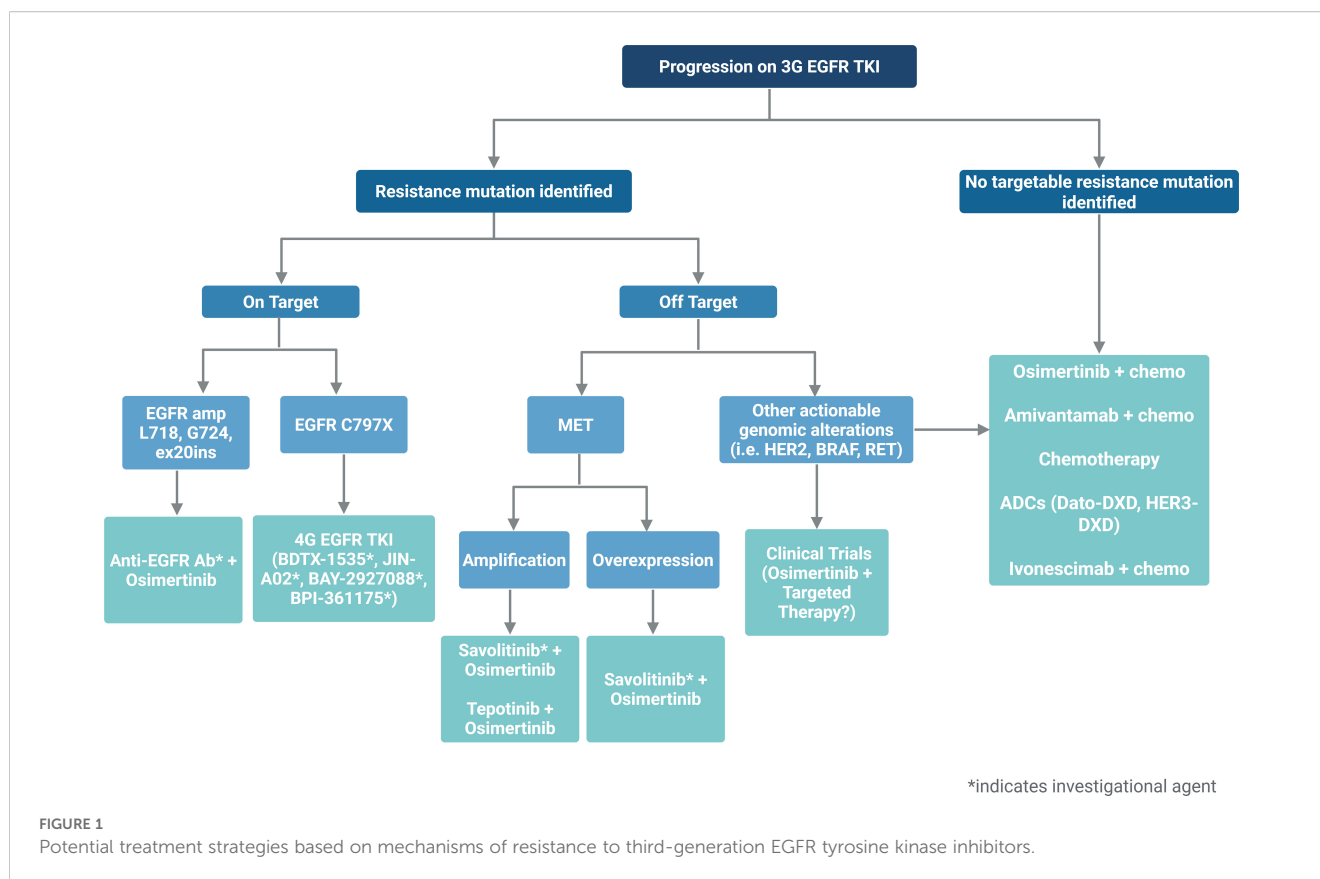 Progression on 3G EGFR TKI
Resistance mutation identified
No targetable resistance mutation
identified
On Target
Off Target
EGFR amp
L718, G724,
ex20ins
EGFR C797X
MET
Other actionable
genomic alterations
(i.e. HER2, BRAF, RET)
Osimertinib + chemo
Amivantamab + chemo
Chemotherapy
ADCs (Dato-DXD, HER3-
DXD)
Ivonescimab + chemo
Anti-EGFR Ab* +
Osimertinib
4G EGFR TKI
(BDTX-1535*, JIN-
A02*, BAY-2927088*,
BPI-361175*)
Amplification
Overexpression
Clinical Trials
(Osimertinib +
Targeted
Therapy?)
Savolitinib* +
Osimertinib
Tepotinib +
Osimertinib
Savolitinib* +
Osimertinib
*indicates investigational agent
FIGURE 1
Potential treatment strategies based on mechanisms of resistance to third-generation EGFR tyrosine kinase inhibitors.